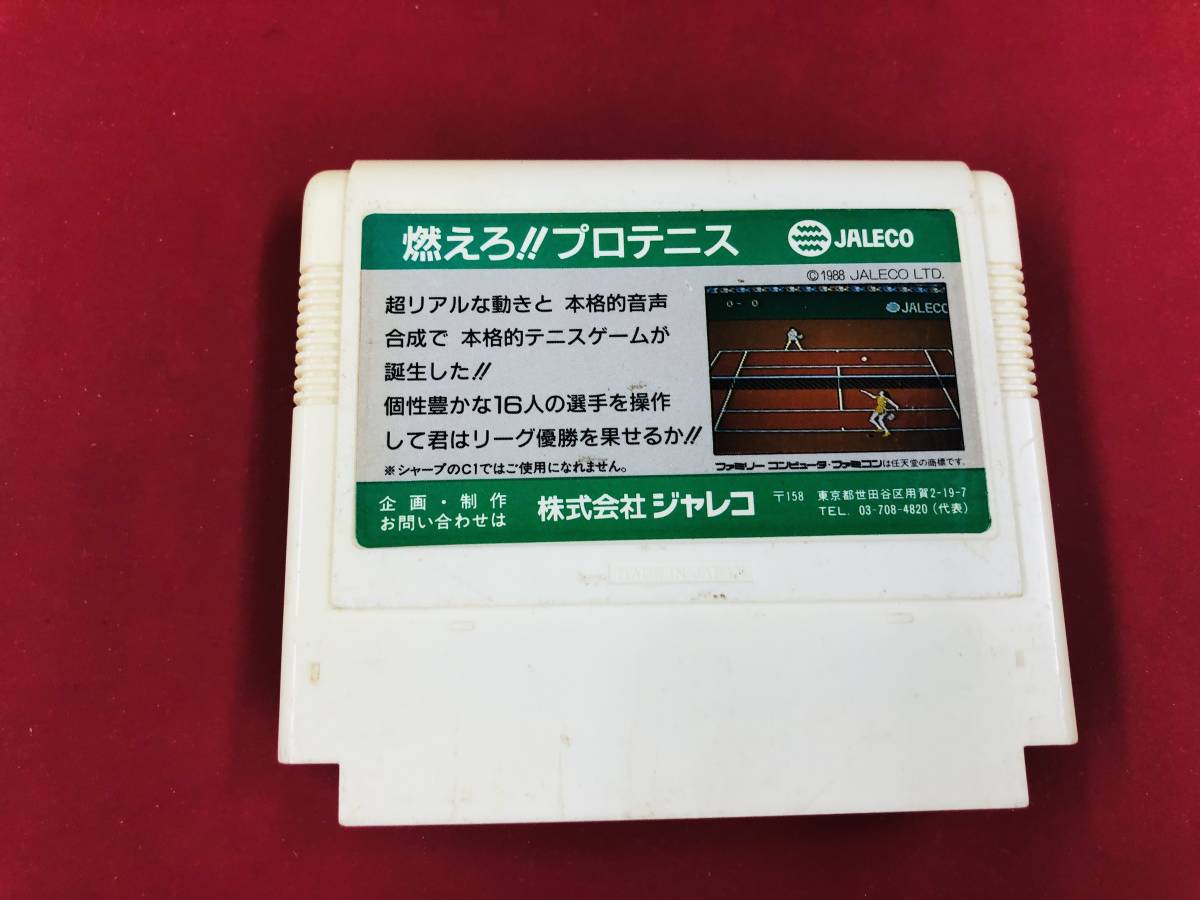 燃えろ!!プロテニス JALECO
©1988 JALECO LTD.
超リアルな動きと 本格的音声
合成で 本格的テニスゲームが
誕生した!!
個性豊かな16人の選手を操作
して君はリーグ優勝を果せるか!!
※シャープのC1ではご使用になれません。
0- 0
JALECO
ファミリーコンピュータ・ファミコンは任天堂の商標です。
企画・制作
お問い合わせは
株式会社 ジャレコ
〒158 東京都世田谷区用賀2-19-7
TEL. 03-708-4820 (代表)
MADE IN JAPAN